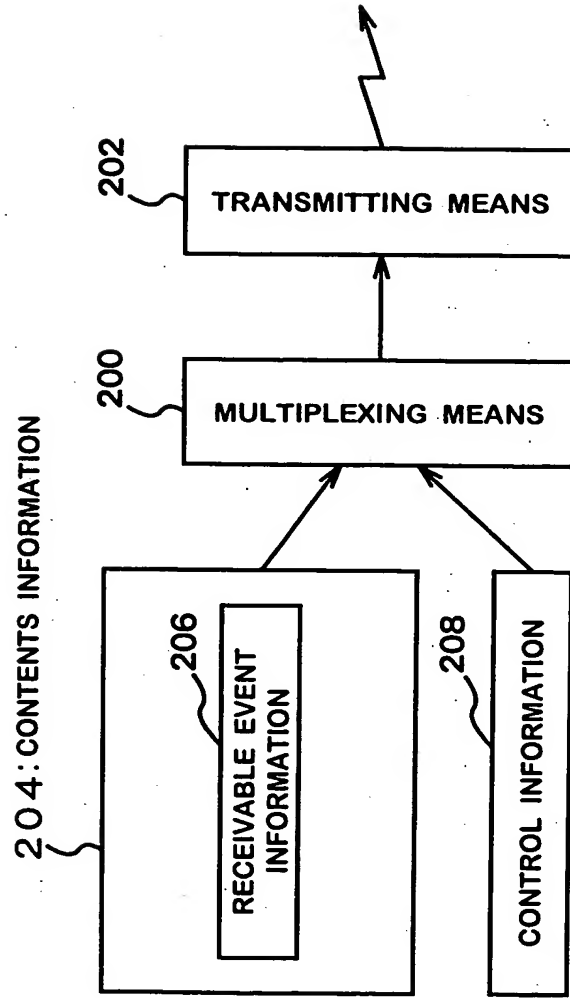 204:CONTENTS INFORMATION
206
RECEIVABLE EVENT
INFORMATION
208
CONTROL INFORMATION
200
MULTIPLEXING MEANS
202
TRANSMITTING MEANS